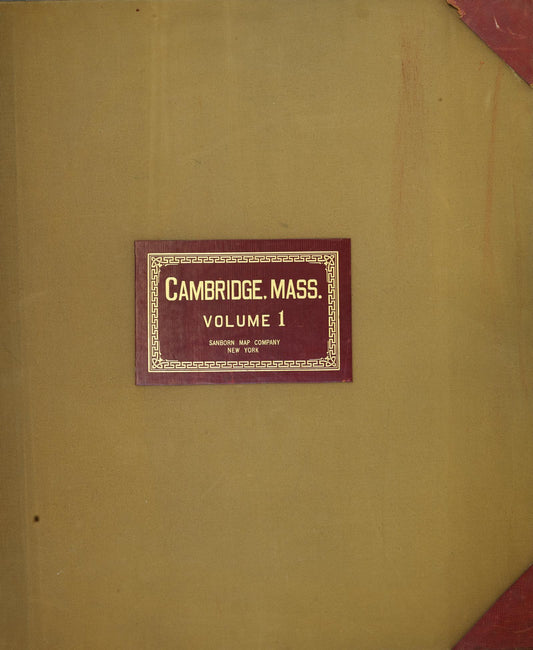 CAMBRIDGE, MASS.
VOLUME 1
SANBORN MAP COMPANY
NEW YORK